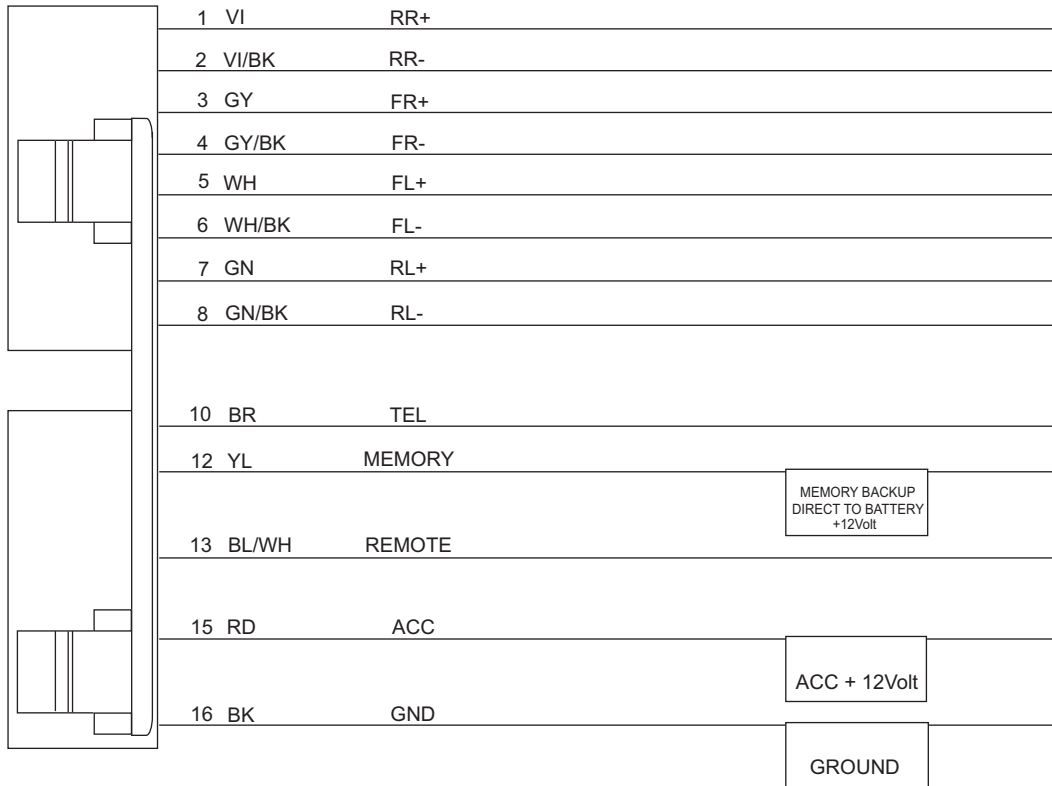 1 VI RR+
2 VI/BK RR-
3 GY FR+
4 GY/BK FR-
5 WH FL+
6 WH/BK FL-
7 GN RL+
8 GN/BK RL-
10 BR TEL
12 YL MEMORY
MEMORY BACKUP
DIRECT TO BATTERY
+12Volt
13 BL/WH REMOTE
15 RD ACC
ACC + 12Volt
16 BK GND
GROUND